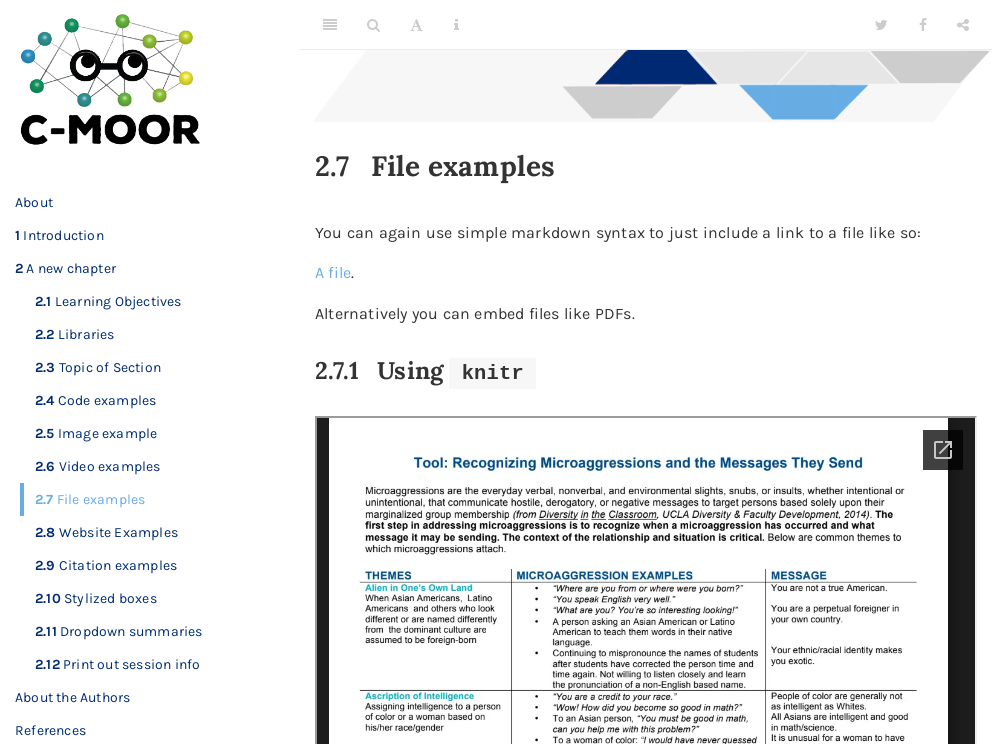 C-MOOR
About
1 Introduction
2 A new chapter
2.1 Learning Objectives
2.2 Libraries
2.3 Topic of Section
2.4 Code examples
2.5 Image example
2.6 Video examples
2.7 File examples
2.8 Website Examples
2.9 Citation examples
2.10 Stylized boxes
2.11 Dropdown summaries
2.12 Print out session info
About the Authors
References
2.7 File examples
You can again use simple markdown syntax to just include a link to a file like so:
A file.
Alternatively you can embed files like PDFs.
2.7.1 Using knitr
Tool: Recognizing Microaggressions and the Messages They Send
Microaggressions are the everyday verbal, nonverbal, and environmental slights, snubs, or insults, whether intentional or
unintentional, that communicate hostile, derogatory, or negative messages to target persons based solely upon their
marginalized group membership (from Diversity in the Classroom, UCLA Diversity & Faculty Development, 2014). The
first step in addressing microaggressions is to recognize when a microaggression has occurred and what
message it may be sending. The context of the relationship and situation is critical. Below are common themes to
which microaggressions attach.
THEMES
MICROAGGRESSION EXAMPLES
MESSAGE
Alien in One's Own Land
When Asian Americans, Latino
Americans and others who look
different or are named differently
from the dominant culture are
assumed to be foreign-born
• "Where are you from or where were you born?"
• "You speak English very well."
• "What are you? You're so interesting looking!"
• A person asking an Asian American or Latino
American to teach them words in their native
language.
• Continuing to mispronounce the names of students
after students have corrected the person time and
time again. Not willing to listen closely and learn
the pronunciation of a non-English based name.
You are not a true American.
You are a perpetual foreigner in
your own country.
Your ethnic/racial identity makes
you exotic.
Ascription of Intelligence
Assigning intelligence to a person
of color or a woman based on
his/her race/gender
• "You are a credit to your race."
• "Wow! How did you become so good in math?"
• To an Asian person, "You must be good in math,
can you help me with this problem?"
• To a woman of color: "I would have never guessed
People of color are generally not
as intelligent as Whites.
All Asians are intelligent and good
in math/science.
It is unusual for a woman to have